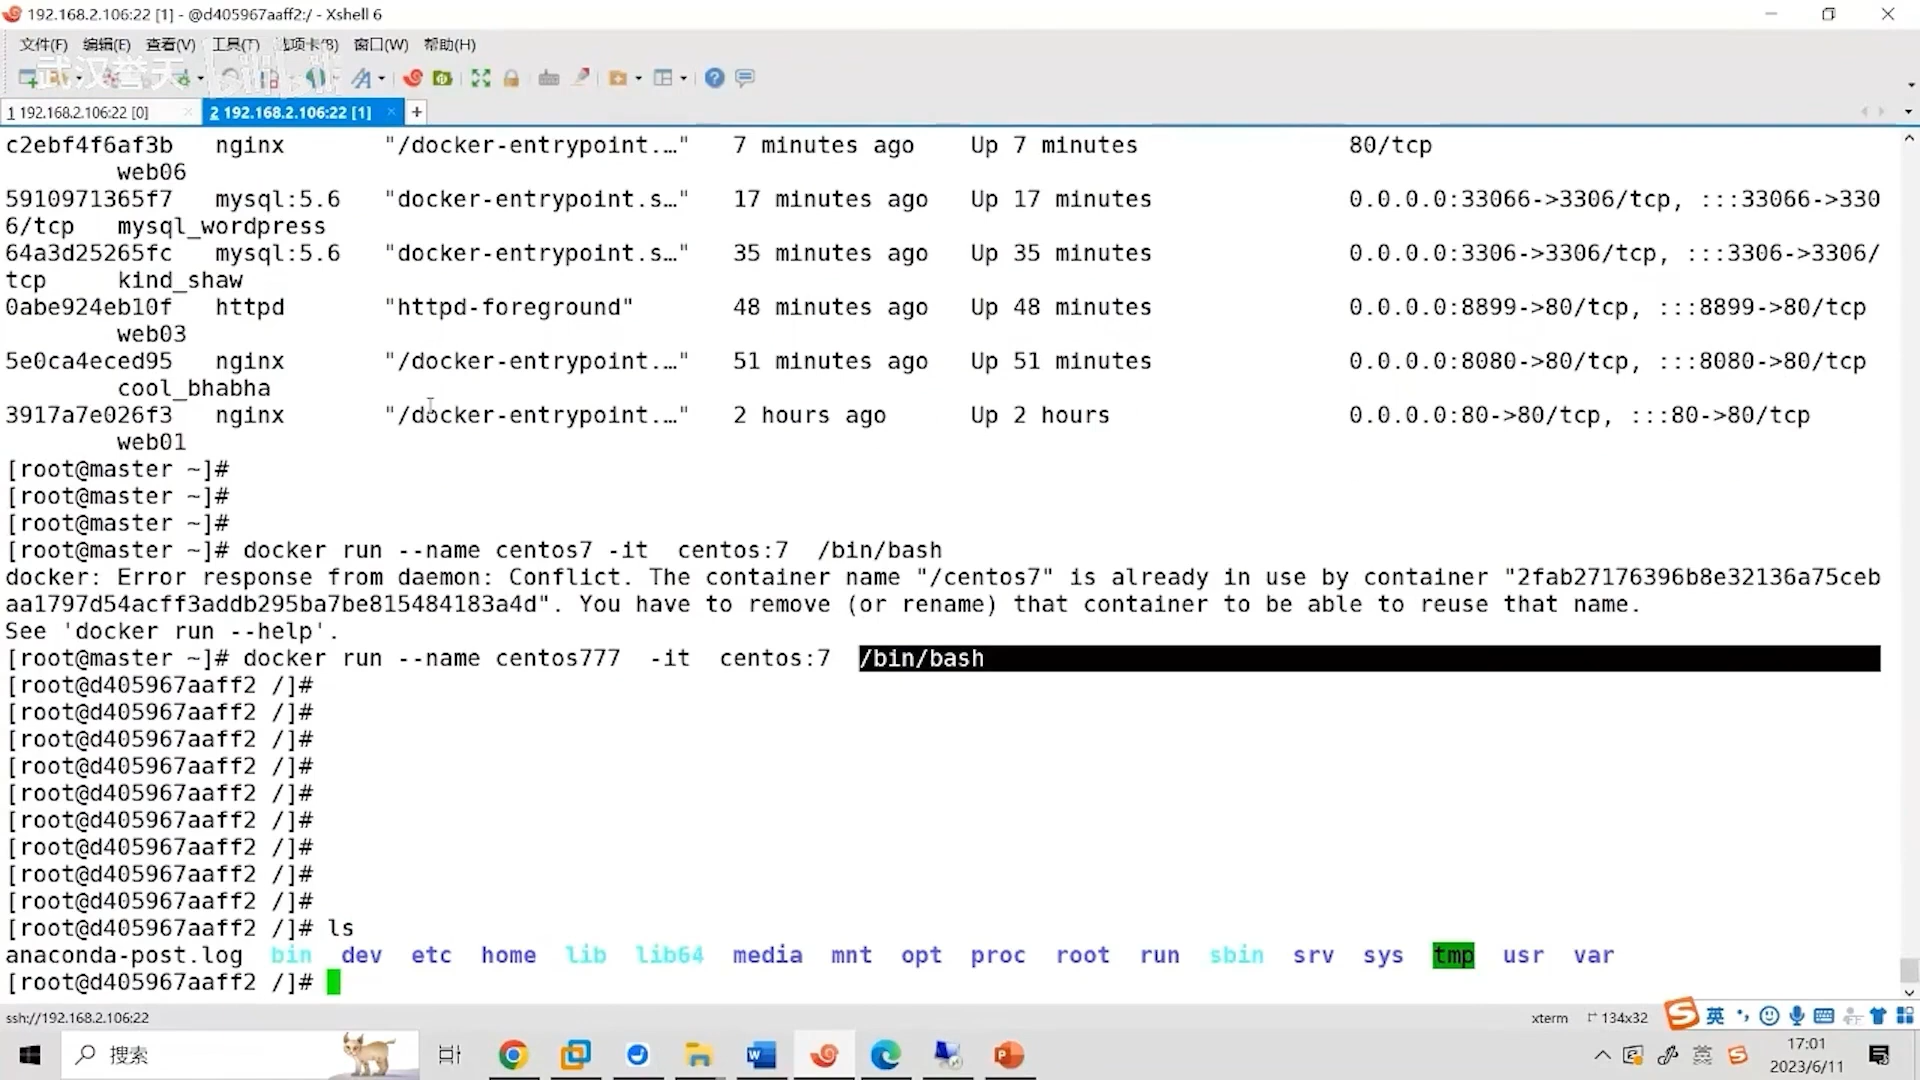 192.168.2.106:22 [1] - @d405967aaff2:/ - Xshell 6
文件(F) 编辑(E) 查看(V) 工具(T) 选项卡(B) 窗口(W) 帮助(H)
武汉誉天 bilibili
1 192.168.2.106:22 [0] 2 192.168.2.106:22 [1] +
c2ebf4f6af3b nginx "/docker-entrypoint.…" 7 minutes ago Up 7 minutes 80/tcp
web06
5910971365f7 mysql:5.6 "docker-entrypoint.s…" 17 minutes ago Up 17 minutes 0.0.0.0:33066->3306/tcp, :::33066->330
6/tcp mysql_wordpress
64a3d25265fc mysql:5.6 "docker-entrypoint.s…" 35 minutes ago Up 35 minutes 0.0.0.0:3306->3306/tcp, :::3306->3306/
tcp kind_shaw
0abe924eb10f httpd "httpd-foreground" 48 minutes ago Up 48 minutes 0.0.0.0:8899->80/tcp, :::8899->80/tcp
web03
5e0ca4eced95 nginx "/docker-entrypoint.…" 51 minutes ago Up 51 minutes 0.0.0.0:8080->80/tcp, :::8080->80/tcp
cool_bhabha
3917a7e026f3 nginx "/docker-entrypoint.…" 2 hours ago Up 2 hours 0.0.0.0:80->80/tcp, :::80->80/tcp
web01
[root@master ~]#
[root@master ~]#
[root@master ~]#
[root@master ~]# docker run --name centos7 -it centos:7 /bin/bash
docker: Error response from daemon: Conflict. The container name "/centos7" is already in use by container "2fab27176396b8e32136a75ceb
aa1797d54acff3addb295ba7be815484183a4d". You have to remove (or rename) that container to be able to reuse that name.
See 'docker run --help'.
[root@master ~]# docker run --name centos777 -it centos:7 /bin/bash
[root@d405967aaff2 /]#
[root@d405967aaff2 /]#
[root@d405967aaff2 /]#
[root@d405967aaff2 /]#
[root@d405967aaff2 /]#
[root@d405967aaff2 /]#
[root@d405967aaff2 /]#
[root@d405967aaff2 /]#
[root@d405967aaff2 /]#
[root@d405967aaff2 /]# ls
anaconda-post.log bin dev etc home lib lib64 media mnt opt proc root run sbin srv sys tmp usr var
[root@d405967aaff2 /]#
ssh://192.168.2.106:22 xterm 134x32 英
搜索 英 17:01
2023/6/11